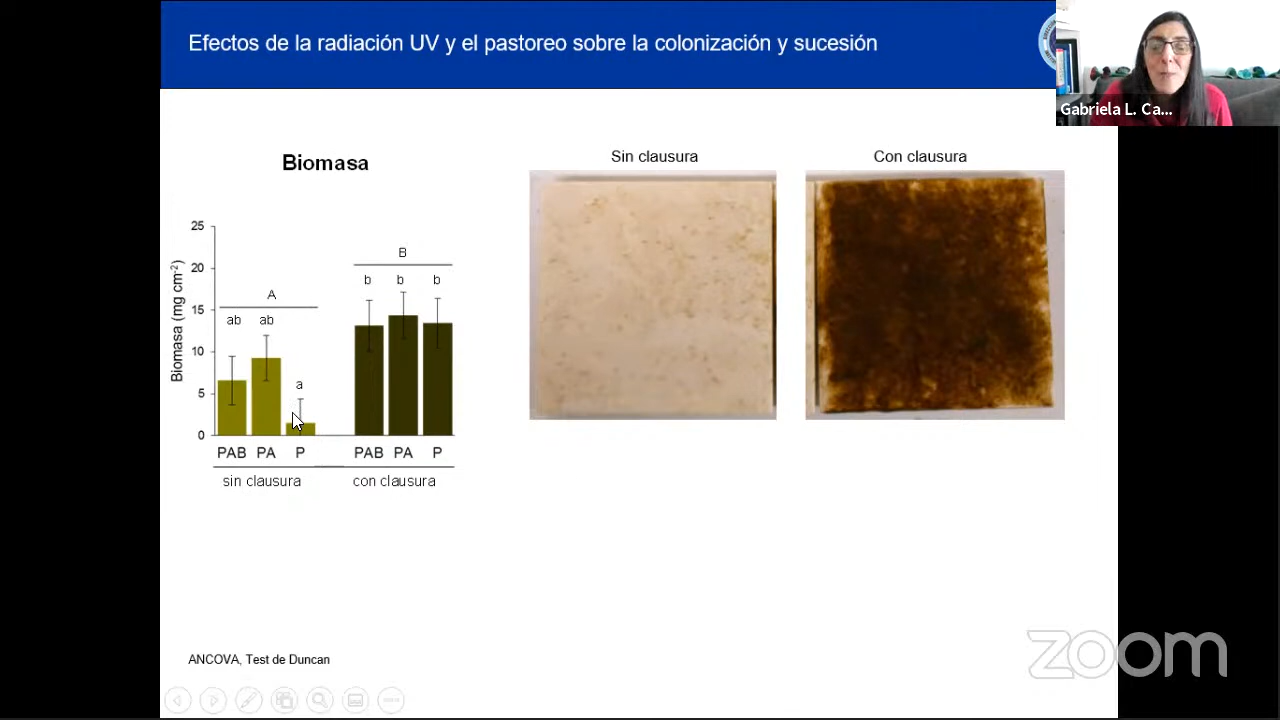 Efectos de la radiación UV y el pastoreo sobre la colonización y sucesión
Gabriela L. Ca...
Biomasa
Sin clausura
Con clausura
Biomasa (mg cm-2)
25
20
15
10
5
0
A
ab ab a
B
b b b
PAB PA P PAB PA P
sin clausura con clausura
ANCOVA, Test de Duncan
zoom